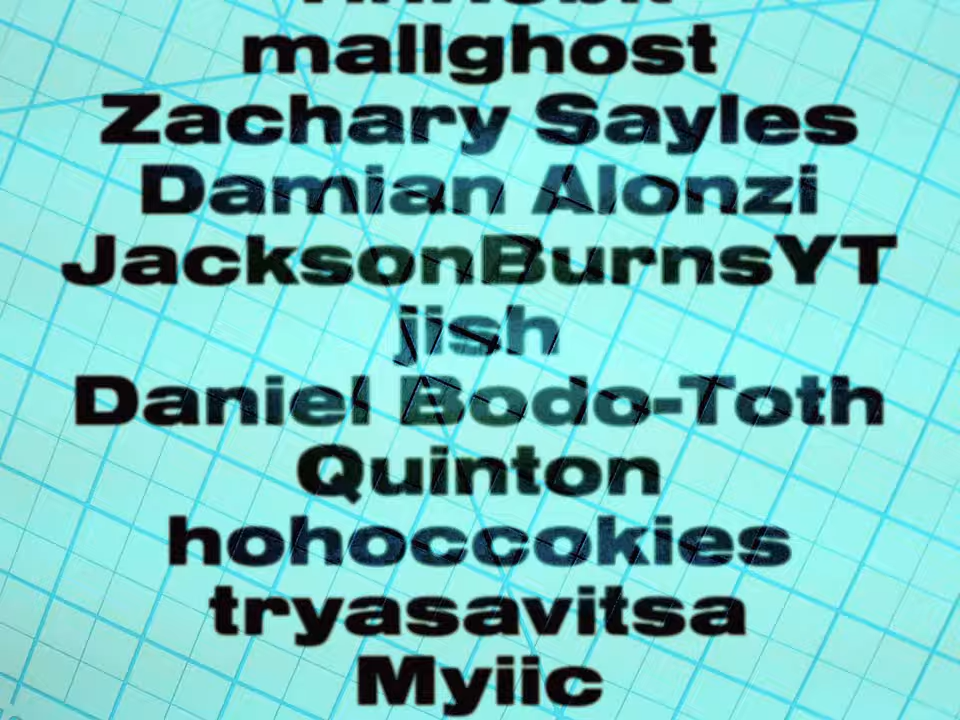 mallghost
Zachary Sayles
Damian Alonzi
JacksonBurnsYT
jish
Daniel Bodo-Toth
Quinton
hohoccokies
tryasavitsa
Myiic